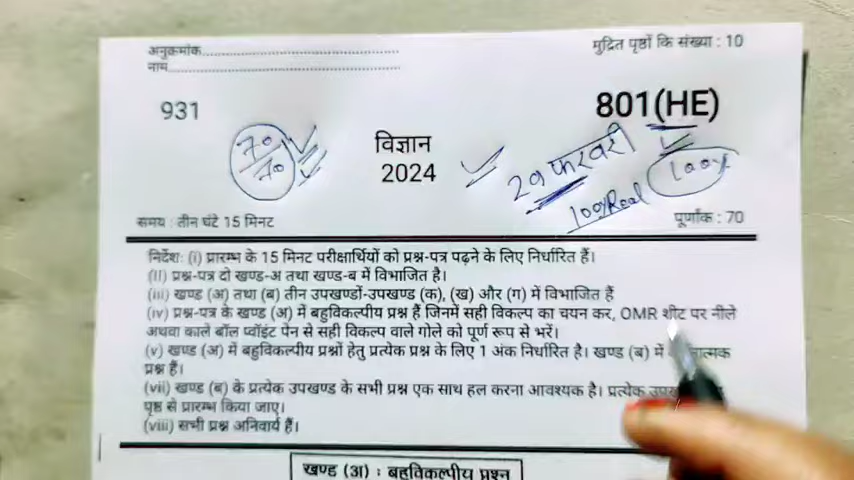 अनुक्रमांक........................................
नाम........................................
मुद्रित पृष्ठों कि संख्या : 10
931
801(HE)
70/70
विज्ञान
2024
29 फरवरी
100% Real
100%
समय : तीन घंटे 15 मिनट
पूर्णांक : 70
निर्देश: (i) प्रारम्भ के 15 मिनट परीक्षार्थियों को प्रश्न-पत्र पढ़ने के लिए निर्धारित हैं।
(ii) प्रश्न-पत्र दो खण्ड-अ तथा खण्ड-ब में विभाजित है।
(iii) खण्ड (अ) तथा (ब) तीन उपखण्डों-उपखण्ड (क), (ख) और (ग) में विभाजित हैं
(iv) प्रश्न-पत्र के खण्ड (अ) में बहुविकल्पीय प्रश्न हैं जिनमें सही विकल्प का चयन कर, OMR शीट पर नीले
अथवा काले बॉल प्वॉइंट पेन से सही विकल्प वाले गोले को पूर्ण रूप से भरें।
(v) खण्ड (अ) में बहुविकल्पीय प्रश्नों हेतु प्रत्येक प्रश्न के लिए 1 अंक निर्धारित है। खण्ड (ब) में
प्रश्न हैं।
(vii) खण्ड (ब) के प्रत्येक उपखण्ड के सभी प्रश्न एक साथ हल करना आवश्यक है। प्रत्येक
पृष्ठ से प्रारम्भ किया जाए।
(viii) सभी प्रश्न अनिवार्य हैं।
खण्ड (अ) : बहुविकल्पीय प्रश्न